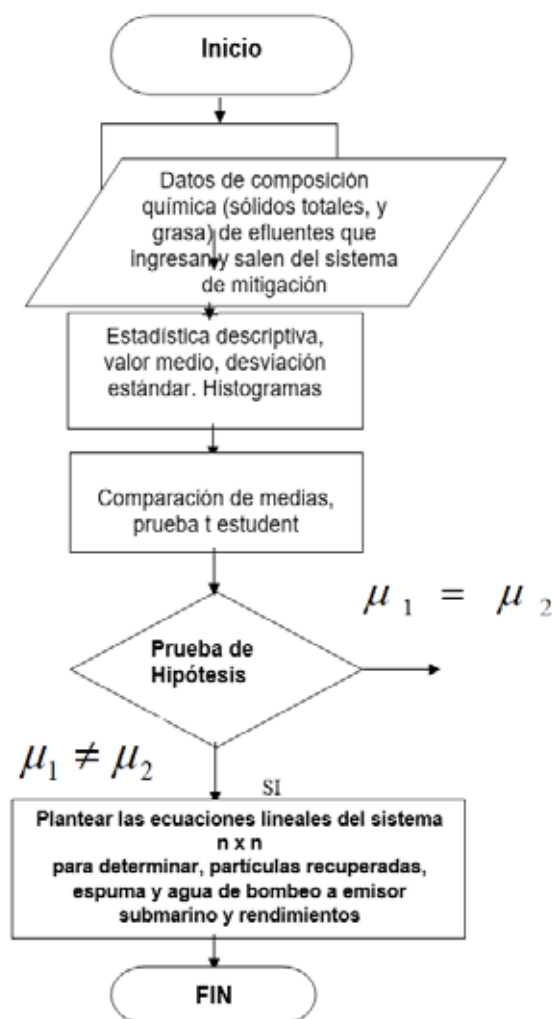 Inicio
Datos de composición
química (sólidos totales, y
grasa) de efluentes que
ingresan y salen del sistema
de mitigación
Estadística descriptiva,
valor medio, desviación
estándar. Histogramas
Comparación de medias,
prueba t estudent
μ₁ = μ₂
Prueba de
Hipótesis
μ₁ ≠ μ₂
SI
Plantear las ecuaciones lineales del sistema
n x n
para determinar, partículas recuperadas,
espuma y agua de bombeo a emisor
submarino y rendimientos
FIN